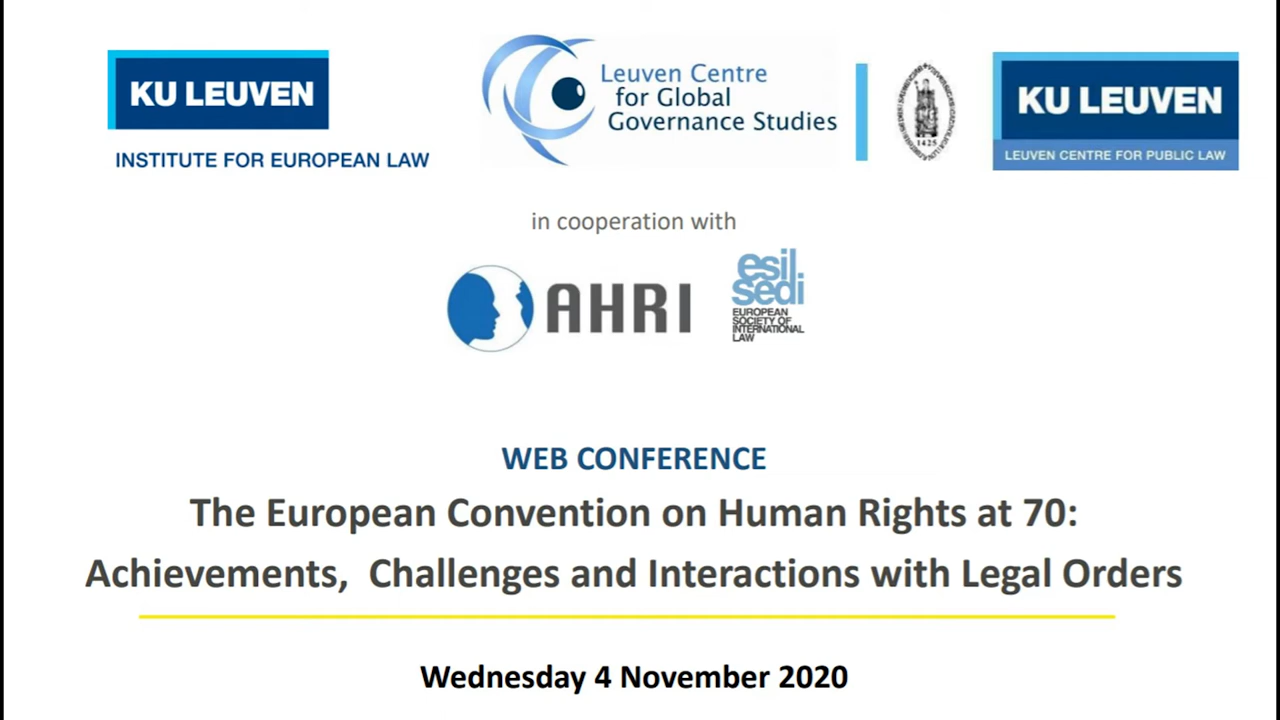 KU LEUVEN
INSTITUTE FOR EUROPEAN LAW
Leuven Centre
for Global
Governance Studies
1425
KU LEUVEN
LEUVEN CENTRE FOR PUBLIC LAW
in cooperation with
AHRI
esil
sedi
EUROPEAN
SOCIETY OF
INTERNATIONAL
LAW
WEB CONFERENCE
The European Convention on Human Rights at 70:
Achievements,  Challenges and Interactions with Legal Orders
Wednesday 4 November 2020